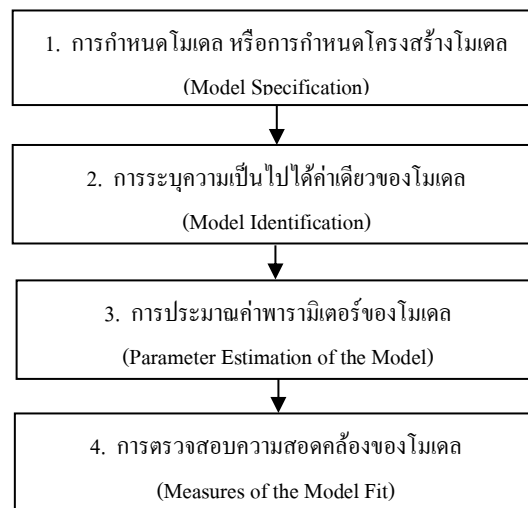 1. การกำหนดโมเดล หรือการกำหนดโครงสร้างโมเดล
(Model Specification)
2. การระบุความเป็นไปได้ค่าเดียวของโมเดล
(Model Identification)
3. การประมาณค่าพารามิเตอร์ของโมเดล
(Parameter Estimation of the Model)
4. การตรวจสอบความสอดคล้องของโมเดล
(Measures of the Model Fit)